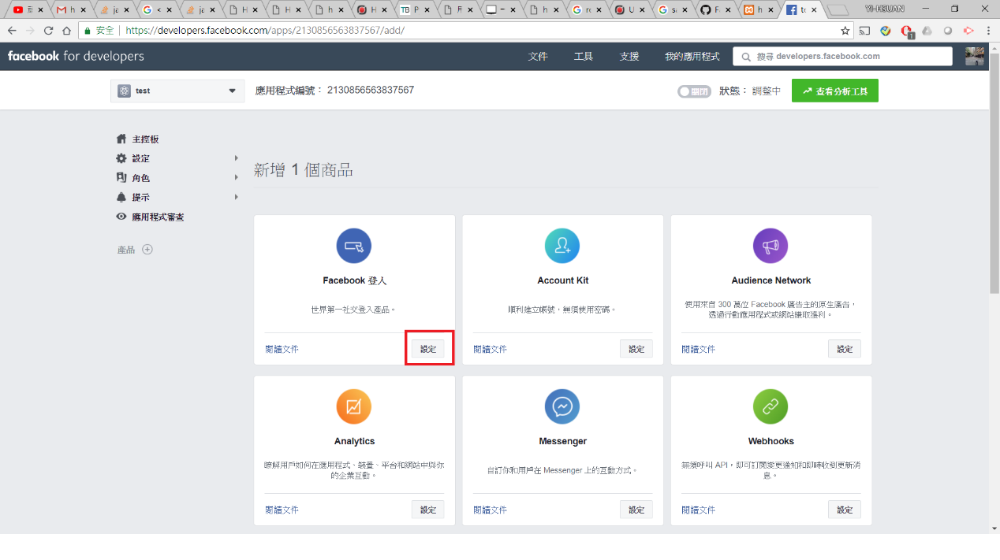 YI-HSUAN
安全 | https://developers.facebook.com/apps/2130856563837567/add/
1
facebook for developers
文件 工具 支援 我的應用程式 搜尋 developers.facebook.com
test 應用程式編號： 2130856563837567 關閉 狀態： 調整中 查看分析工具
主控板
設定
角色
提示
應用程式審查
產品
新增 1 個商品
Facebook 登入
世界第一社交登入產品。
閱讀文件 設定
Account Kit
順利建立帳號，無須使用密碼。
閱讀文件 設定
Audience Network
使用來自 300 萬位 Facebook 廣告主的原生廣告，
透過行動應用程式或網站賺取獲利。
閱讀文件 設定
Analytics
瞭解用戶如何在應用程式、裝置、平台和網站中與你
的企業互動。
閱讀文件 設定
Messenger
自訂你和用戶在 Messenger 上的互動方式。
閱讀文件 設定
Webhooks
無須呼叫 API，即可訂閱變更通知和即時收到更新消
息。
閱讀文件 設定